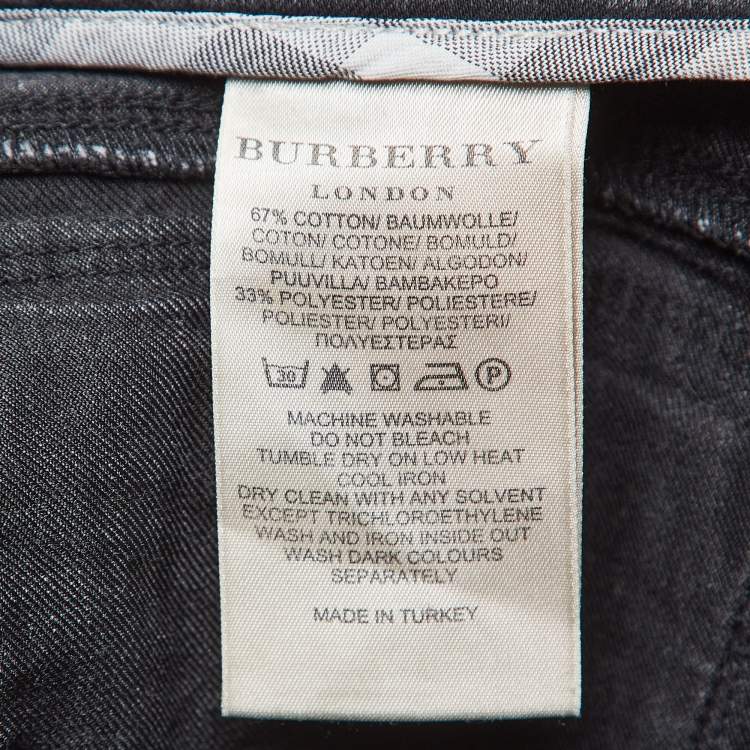 BURBERRY
LONDON
67% COTTON/ BAUMWOLLE/
COTON/ COTONE/ BOMULD/
BOMULL/ KATOEN/ ALGODON/
PUUVILLA/ BAMBAKEPO
33% POLYESTER/ POLIESTERE/
POLIESTER/ POLYESTERI/
ΠΟΛΥΕΣΤΕΡΑΣ
30 P
MACHINE WASHABLE
DO NOT BLEACH
TUMBLE DRY ON LOW HEAT
COOL IRON
DRY CLEAN WITH ANY SOLVENT
EXCEPT TRICHLOROETHYLENE
WASH AND IRON INSIDE OUT
WASH DARK COLOURS
SEPARATELY
MADE IN TURKEY